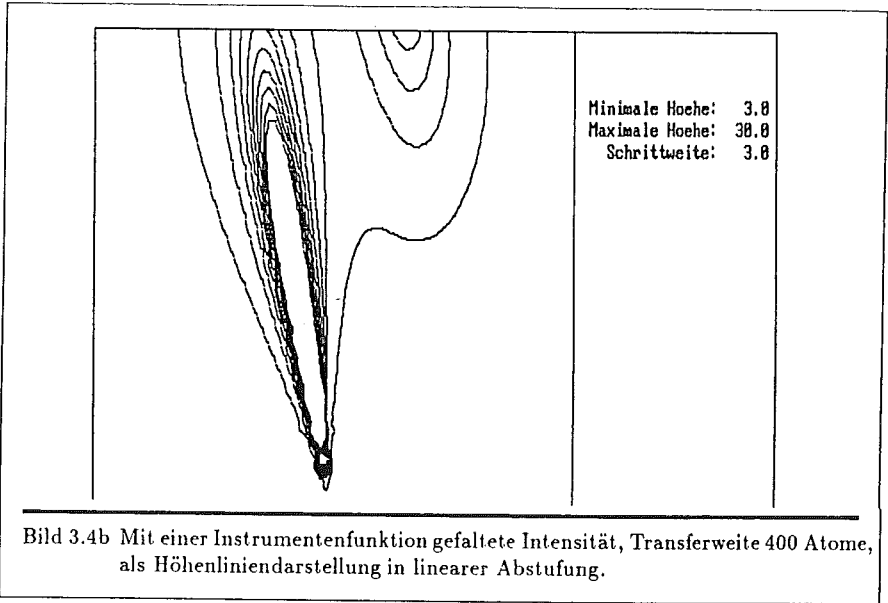 Minimale Hoehe: 3.0
Maximale Hoehe: 30.0
Schrittweite: 3.0
Bild 3.4b Mit einer Instrumentenfunktion gefaltete Intensität, Transferweite 400 Atome,
als Höhenliniendarstellung in linearer Abstufung.